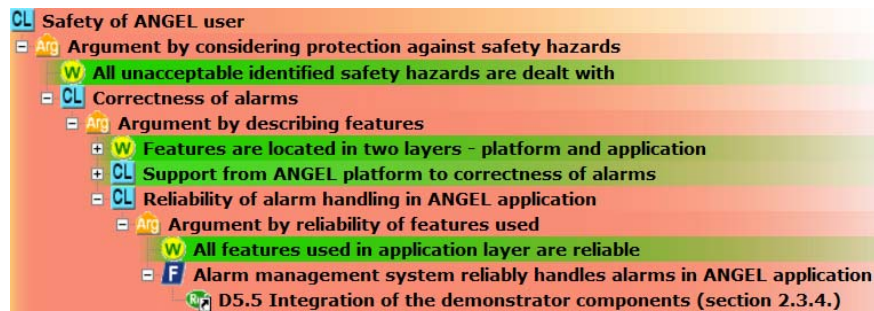 CL Safety of ANGEL user
Arg Argument by considering protection against safety hazards
W All unacceptable identified safety hazards are dealt with
CL Correctness of alarms
Arg Argument by describing features
W Features are located in two layers - platform and application
CL Support from ANGEL platform to correctness of alarms
CL Reliability of alarm handling in ANGEL application
Arg Argument by reliability of features used
W All features used in application layer are reliable
F Alarm management system reliably handles alarms in ANGEL application
D5.5 Integration of the demonstrator components (section 2.3.4.)